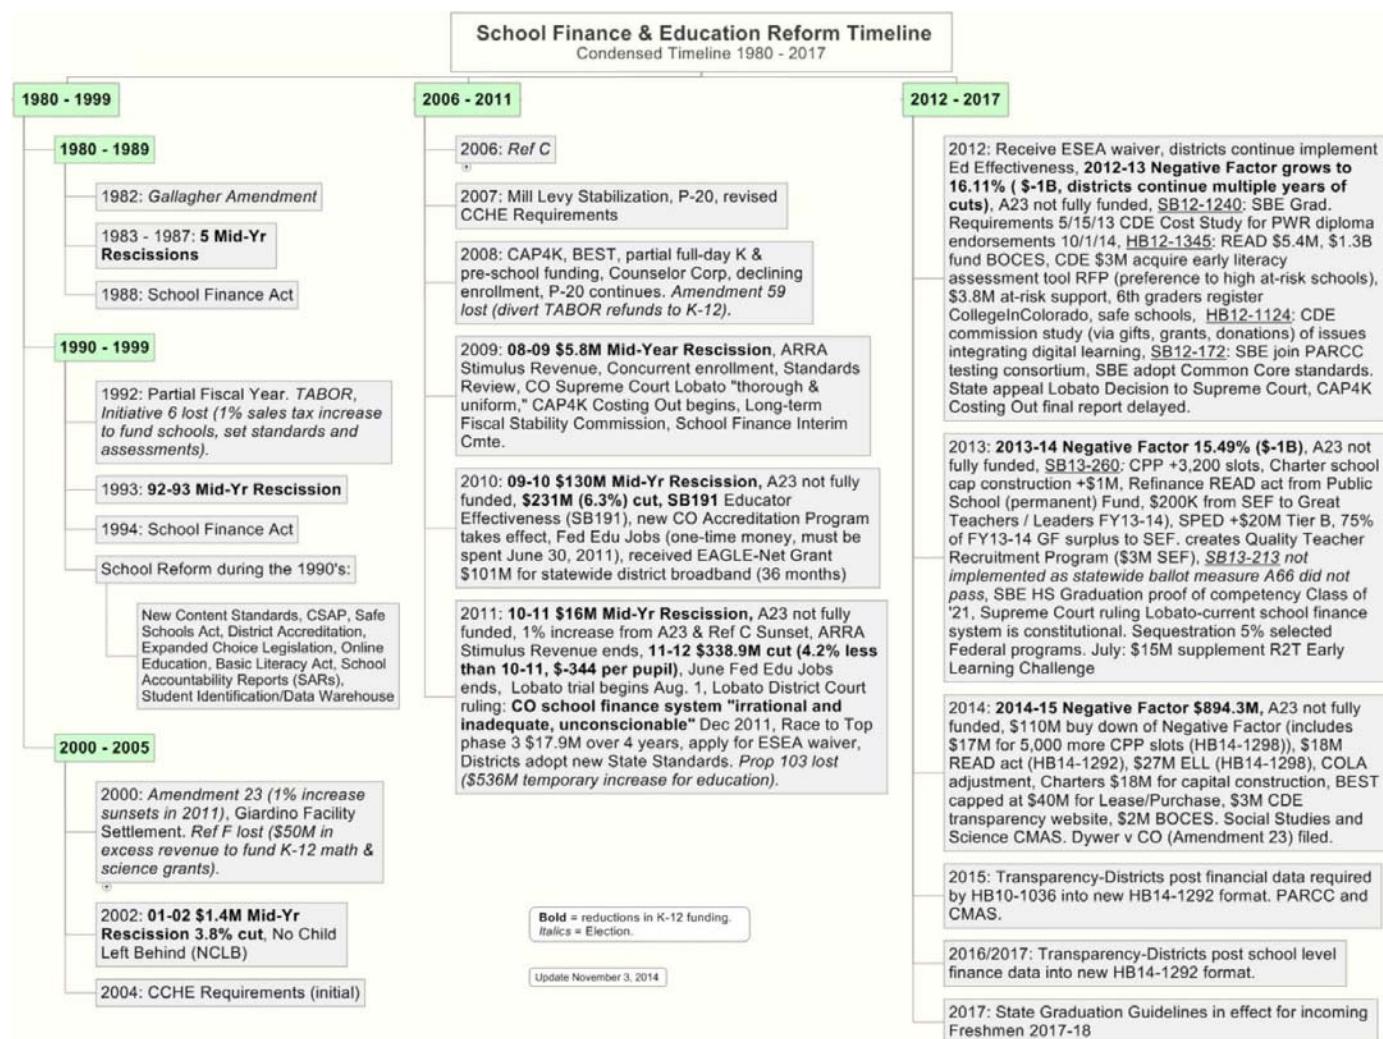 School Finance & Education Reform Timeline
Condensed Timeline 1980 - 2017
1980 - 1999
1980 - 1989
1982: Gallagher Amendment
1983 - 1987: 5 Mid-Yr
Rescissions
1988: School Finance Act
1990 - 1999
1992: Partial Fiscal Year. TABOR,
Initiative 6 lost (1% sales tax increase
to fund schools, set standards and
assessments).
1993: 92-93 Mid-Yr Rescission
1994: School Finance Act
School Reform during the 1990's:
New Content Standards, CSAP, Safe
Schools Act, District Accreditation,
Expanded Choice Legislation, Online
Education, Basic Literacy Act, School
Accountability Reports (SARs),
Student Identification/Data Warehouse
2000 - 2005
2000: Amendment 23 (1% increase
sunsets in 2011), Giardino Facility
Settlement. Ref F lost ($50M in
excess revenue to fund K-12 math &
science grants).
2002: 01-02 $1.4M Mid-Yr
Rescission 3.8% cut, No Child
Left Behind (NCLB)
2004: CCHE Requirements (initial)
2006 - 2011
2006: Ref C
2007: Mill Levy Stabilization, P-20, revised
CCHE Requirements
2008: CAP4K, BEST, partial full-day K &
pre-school funding, Counselor Corp, declining
enrollment, P-20 continues. Amendment 59
lost (divert TABOR refunds to K-12).
2009: 08-09 $5.8M Mid-Year Rescission, ARRA
Stimulus Revenue, Concurrent enrollment, Standards
Review, CO Supreme Court Lobato "thorough &
uniform," CAP4K Costing Out begins, Long-term
Fiscal Stability Commission, School Finance Interim
Cmte.
2010: 09-10 $130M Mid-Yr Rescission, A23 not fully
funded, $231M (6.3%) cut, SB191 Educator
Effectiveness (SB191), new CO Accreditation Program
takes effect, Fed Edu Jobs (one-time money, must be
spent June 30, 2011), received EAGLE-Net Grant
$101M for statewide district broadband (36 months)
2011: 10-11 $16M Mid-Yr Rescission, A23 not fully
funded, 1% increase from A23 & Ref C Sunset, ARRA
Stimulus Revenue ends, 11-12 $338.9M cut (4.2% less
than 10-11, $-344 per pupil), June Fed Edu Jobs
ends, Lobato trial begins Aug. 1, Lobato District Court
ruling: CO school finance system "irrational and
inadequate, unconscionable" Dec 2011, Race to Top
phase 3 $17.9M over 4 years, apply for ESEA waiver,
Districts adopt new State Standards. Prop 103 lost
($536M temporary increase for education).
Bold = reductions in K-12 funding.
Italics = Election.
Update November 3, 2014
2012 - 2017
2012: Receive ESEA waiver, districts continue implement
Ed Effectiveness, 2012-13 Negative Factor grows to
16.11% ( $-1B, districts continue multiple years of
cuts), A23 not fully funded, SB12-1240: SBE Grad.
Requirements 5/15/13 CDE Cost Study for PWR diploma
endorsements 10/1/14, HB12-1345: READ $5.4M, $1.3B
fund BOCES, CDE $3M acquire early literacy
assessment tool RFP (preference to high at-risk schools),
$3.8M at-risk support, 6th graders register
CollegeInColorado, safe schools, HB12-1124: CDE
commission study (via gifts, grants, donations) of issues
integrating digital learning, SB12-172: SBE join PARCC
testing consortium, SBE adopt Common Core standards.
State appeal Lobato Decision to Supreme Court, CAP4K
Costing Out final report delayed.
2013: 2013-14 Negative Factor 15.49% ($-1B), A23 not
fully funded, SB13-260: CPP +3,200 slots, Charter school
cap construction +$1M, Refinance READ act from Public
School (permanent) Fund, $200K from SEF to Great
Teachers / Leaders FY13-14), SPED +$20M Tier B, 75%
of FY13-14 GF surplus to SEF. creates Quality Teacher
Recruitment Program ($3M SEF), SB13-213 not
implemented as statewide ballot measure A66 did not
pass, SBE HS Graduation proof of competency Class of
'21, Supreme Court ruling Lobato-current school finance
system is constitutional. Sequestration 5% selected
Federal programs. July: $15M supplement R2T Early
Learning Challenge
2014: 2014-15 Negative Factor $894.3M, A23 not fully
funded, $110M buy down of Negative Factor (includes
$17M for 5,000 more CPP slots (HB14-1298)), $18M
READ act (HB14-1292), $27M ELL (HB14-1298), COLA
adjustment, Charters $18M for capital construction, BEST
capped at $40M for Lease/Purchase, $3M CDE
transparency website, $2M BOCES. Social Studies and
Science CMAS. Dywer v CO (Amendment 23) filed.
2015: Transparency-Districts post financial data required
by HB10-1036 into new HB14-1292 format. PARCC and
CMAS.
2016/2017: Transparency-Districts post school level
finance data into new HB14-1292 format.
2017: State Graduation Guidelines in effect for incoming
Freshmen 2017-18